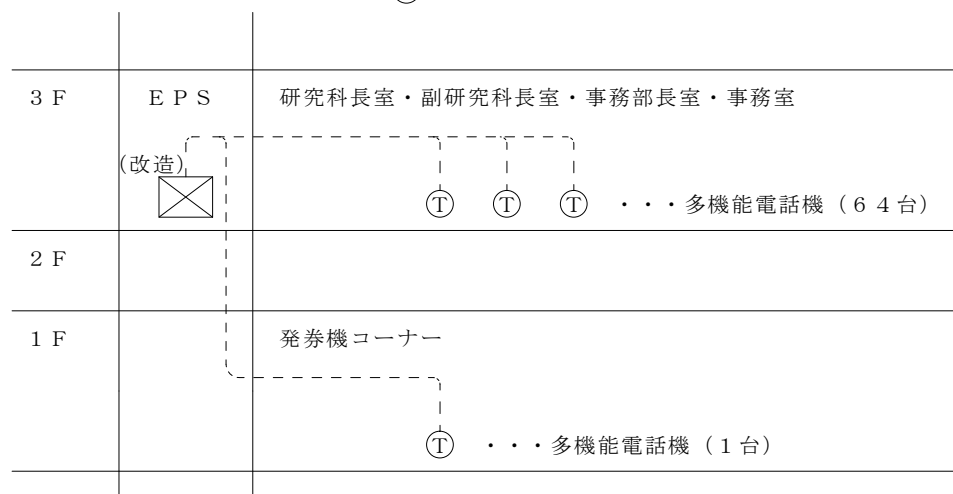 ３Ｆ ＥＰＳ 研究科長室・副研究科長室・事務部長室・事務室
(改造)
Ⓣ Ⓣ Ⓣ ・・・多機能電話機（６４台）
２Ｆ
１Ｆ 発券機コーナー
Ⓣ ・・・多機能電話機（１台）